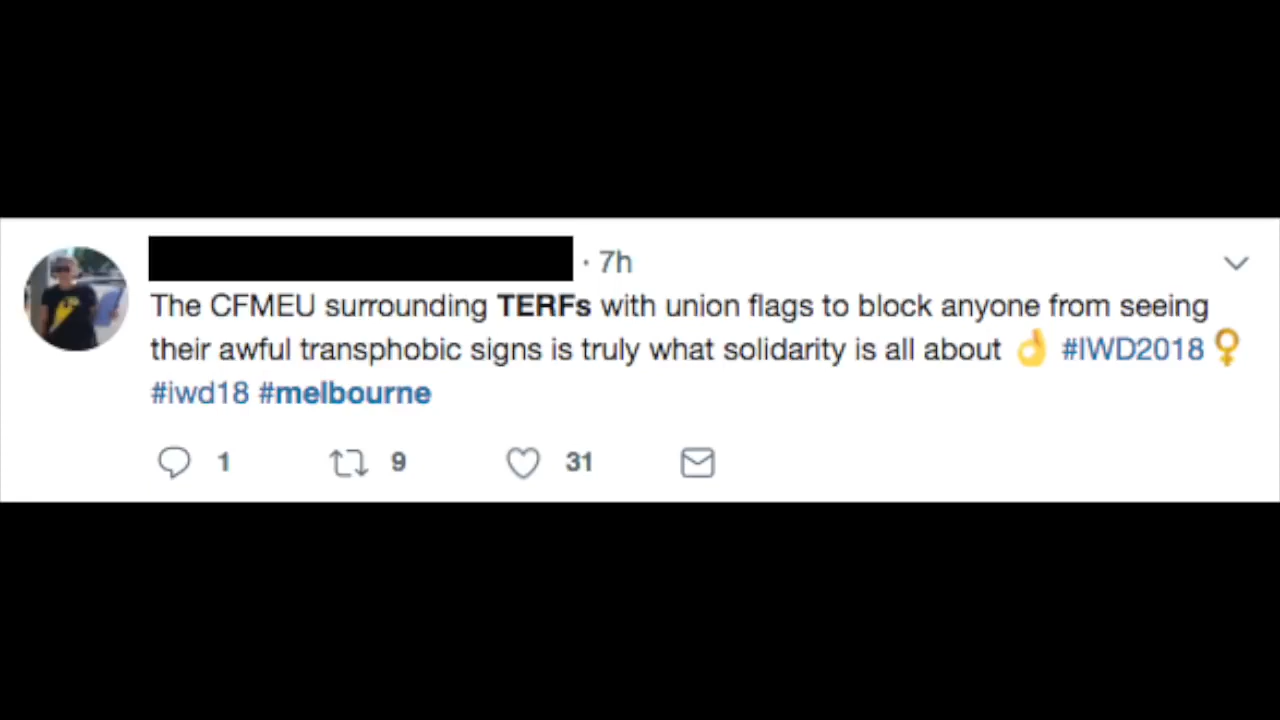 · 7h
The CFMEU surrounding TERFs with union flags to block anyone from seeing
their awful transphobic signs is truly what solidarity is all about 👌 #IWD2018 ♀
#iwd18 #melbourne
1 9 31